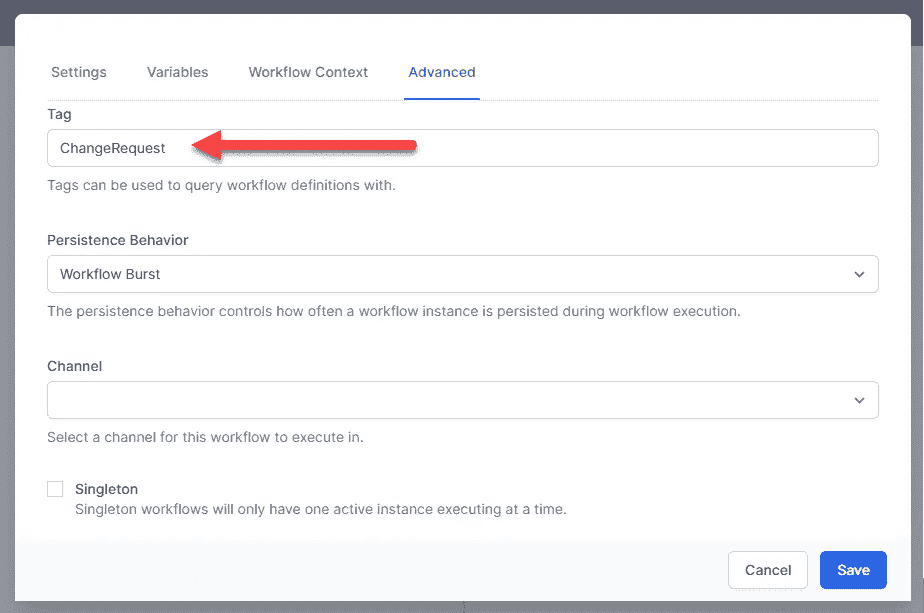 Settings Variables Workflow Context Advanced
Tag
ChangeRequest
Tags can be used to query workflow definitions with.
Persistence Behavior
Workflow Burst
The persistence behavior controls how often a workflow instance is persisted during workflow execution.
Channel
Select a channel for this workflow to execute in.
Singleton
Singleton workflows will only have one active instance executing at a time.
Cancel Save